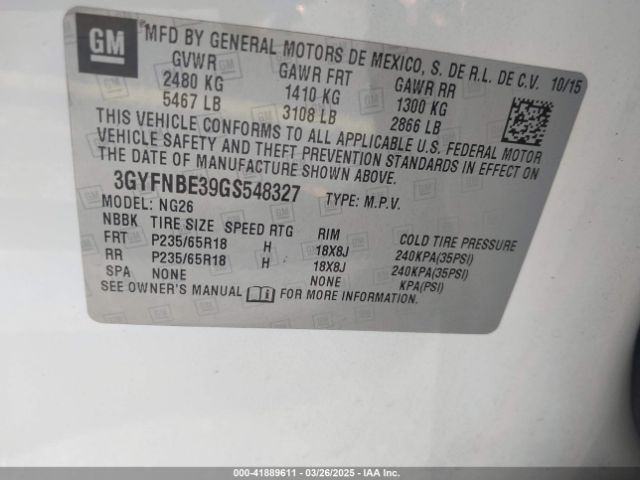 GM
MFD BY GENERAL MOTORS DE MEXICO, S. DE R.L. DE C.V. 10/15
GVWR GAWR FRT GAWR RR
2480 KG 1410 KG 1300 KG
5467 LB 3108 LB 2866 LB
THIS VEHICLE CONFORMS TO ALL APPLICABLE U.S. FEDERAL MOTOR
VEHICLE SAFETY AND THEFT PREVENTION STANDARDS IN EFFECT ON
THE DATE OF MANUFACTURE SHOWN ABOVE.
3GYFNBE39GS548327 TYPE: M.P.V.
MODEL: NG26
NBBK TIRE SIZE SPEED RTG RIM COLD TIRE PRESSURE
FRT P235/65R18 H 18X8J 240KPA(35PSI)
RR P235/65R18 H 18X8J 240KPA(35PSI)
SPA NONE NONE KPA(PSI)
SEE OWNER'S MANUAL FOR MORE INFORMATION.
000-41889611 - 03/26/2025 - IAAI.com